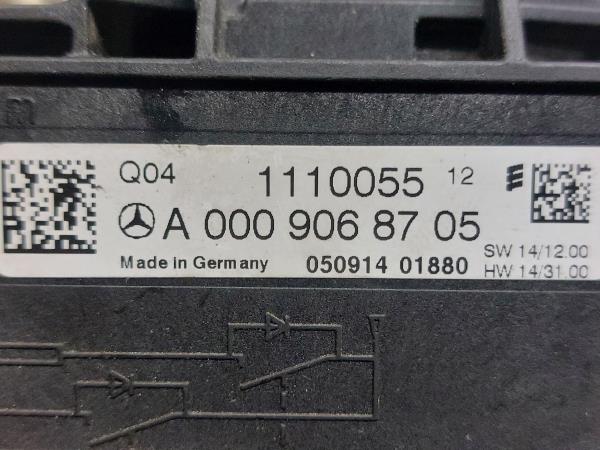 Q04 1110055 12
A 000 906 87 05
SW 14/12.00
Made in Germany 050914 01880 HW 14/31.00